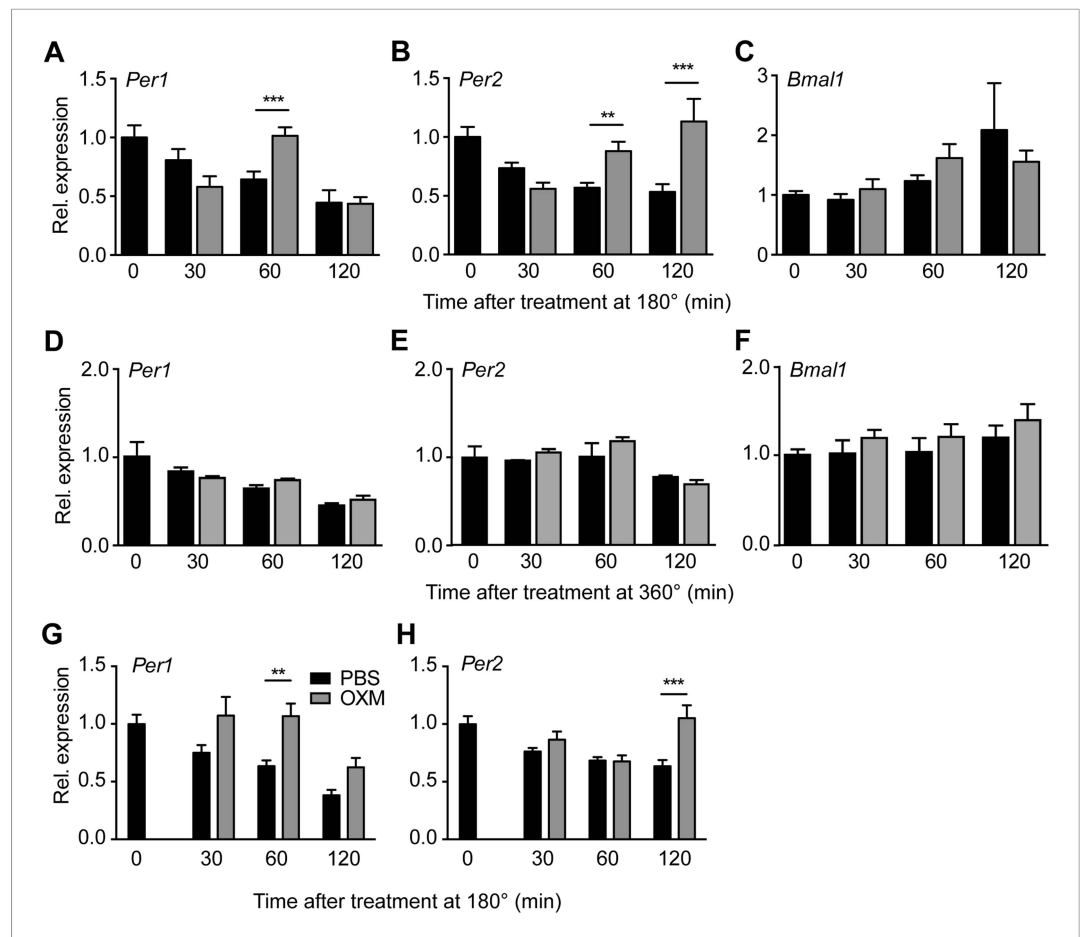 A
Per1
Rel. expression
1.5
1.0
0.5
0.0
***
0 30 60 120
B
Per2
1.5
1.0
0.5
0.0
**
***
0 30 60 120
C
Bmal1
3
2
1
0
0 30 60 120
Time after treatment at 180° (min)
D
Per1
Rel. expression
2.0
1.0
0.0
0 30 60 120
E
Per2
2.0
1.0
0.0
0 30 60 120
F
Bmal1
2.0
1.0
0.0
0 30 60 120
Time after treatment at 360° (min)
G
Per1
Rel. expression
1.5
1.0
0.5
0.0
**
PBS
OXM
0 30 60 120
H
Per2
1.5
1.0
0.5
0.0
***
0 30 60 120
Time after treatment at 180° (min)